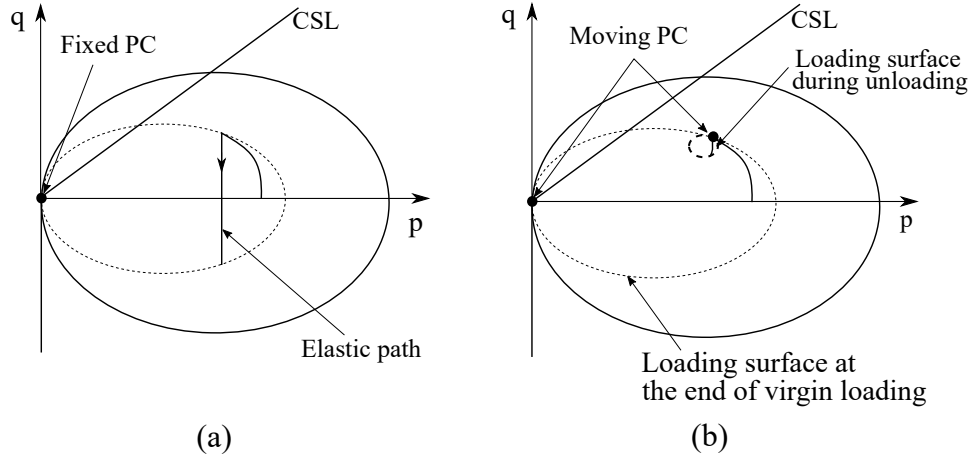 q
CSL
Fixed PC
p
Elastic path
(a)
q
CSL
Moving PC
Loading surface
during unloading
p
Loading surface at
the end of virgin loading
(b)